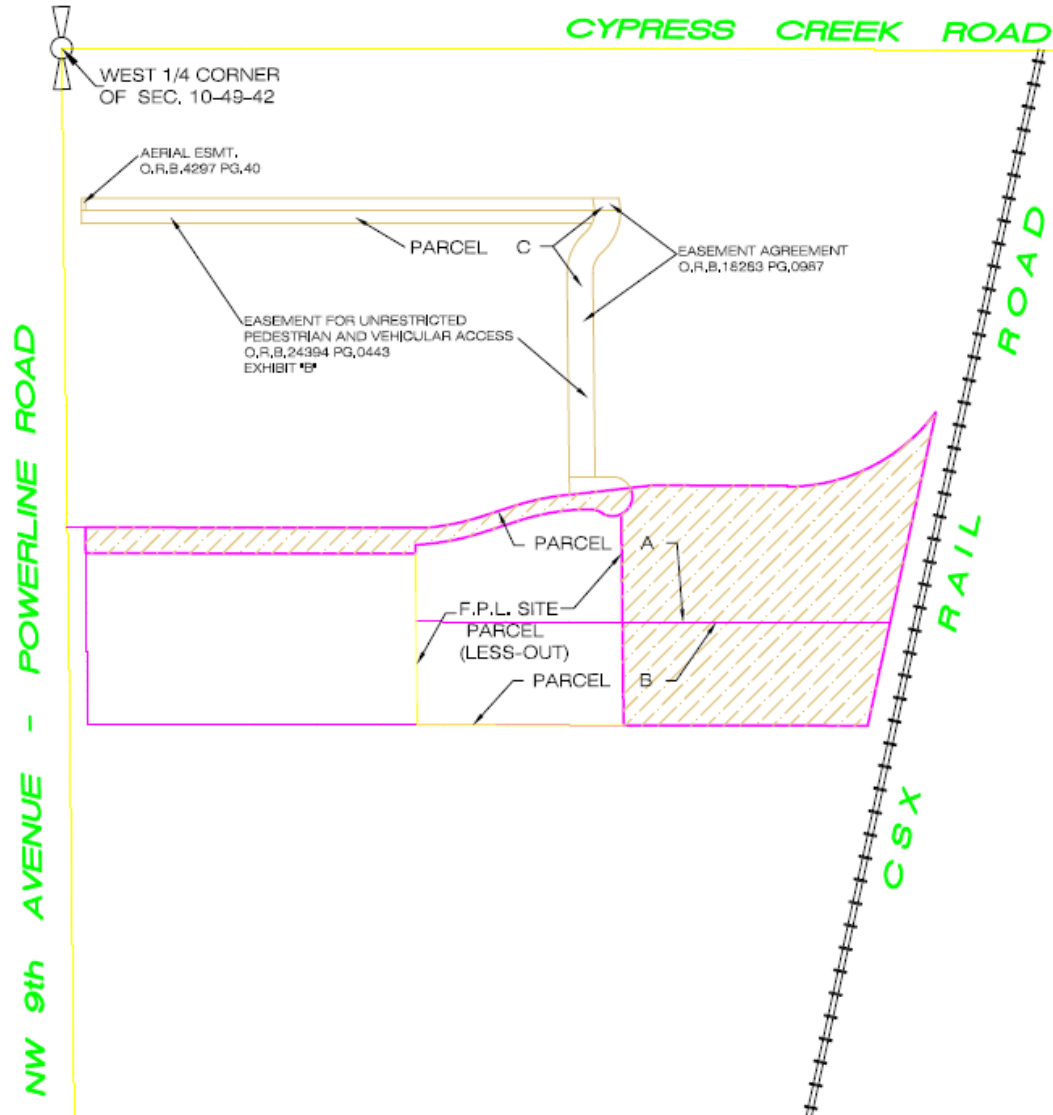 CYPRESS CREEK ROAD
WEST 1/4 CORNER
OF SEC. 10-49-42
AERIAL ESMT.
O.R.B.4297 PG.40
PARCEL C
EASEMENT AGREEMENT
O.R.B.18263 PG.0987
EASEMENT FOR UNRESTRICTED
PEDESTRIAN AND VEHICULAR ACCESS
O.R.B.24394 PG.0443
EXHIBIT "B"
PARCEL A
F.P.L. SITE
PARCEL
(LESS-OUT)
PARCEL B
NW 9th AVENUE - POWERLINE ROAD
CSX RAIL ROAD